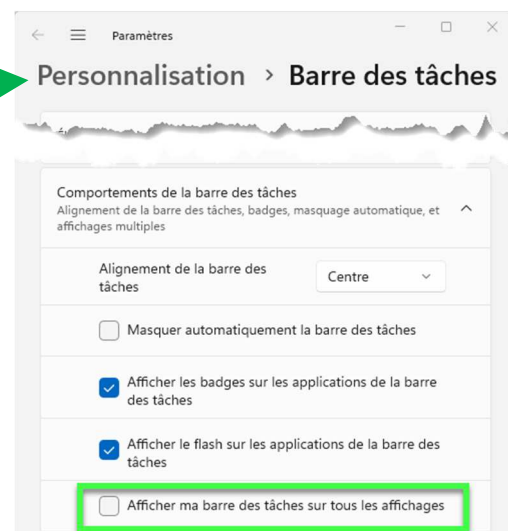 Paramètres
Personnalisation > Barre des tâches
Comportements de la barre des tâches
Alignement de la barre des tâches, badges, masquage automatique, et
affichages multiples
Alignement de la barre des
tâches
Centre
Masquer automatiquement la barre des tâches
Afficher les badges sur les applications de la barre
des tâches
Afficher le flash sur les applications de la barre des
tâches
Afficher ma barre des tâches sur tous les affichages